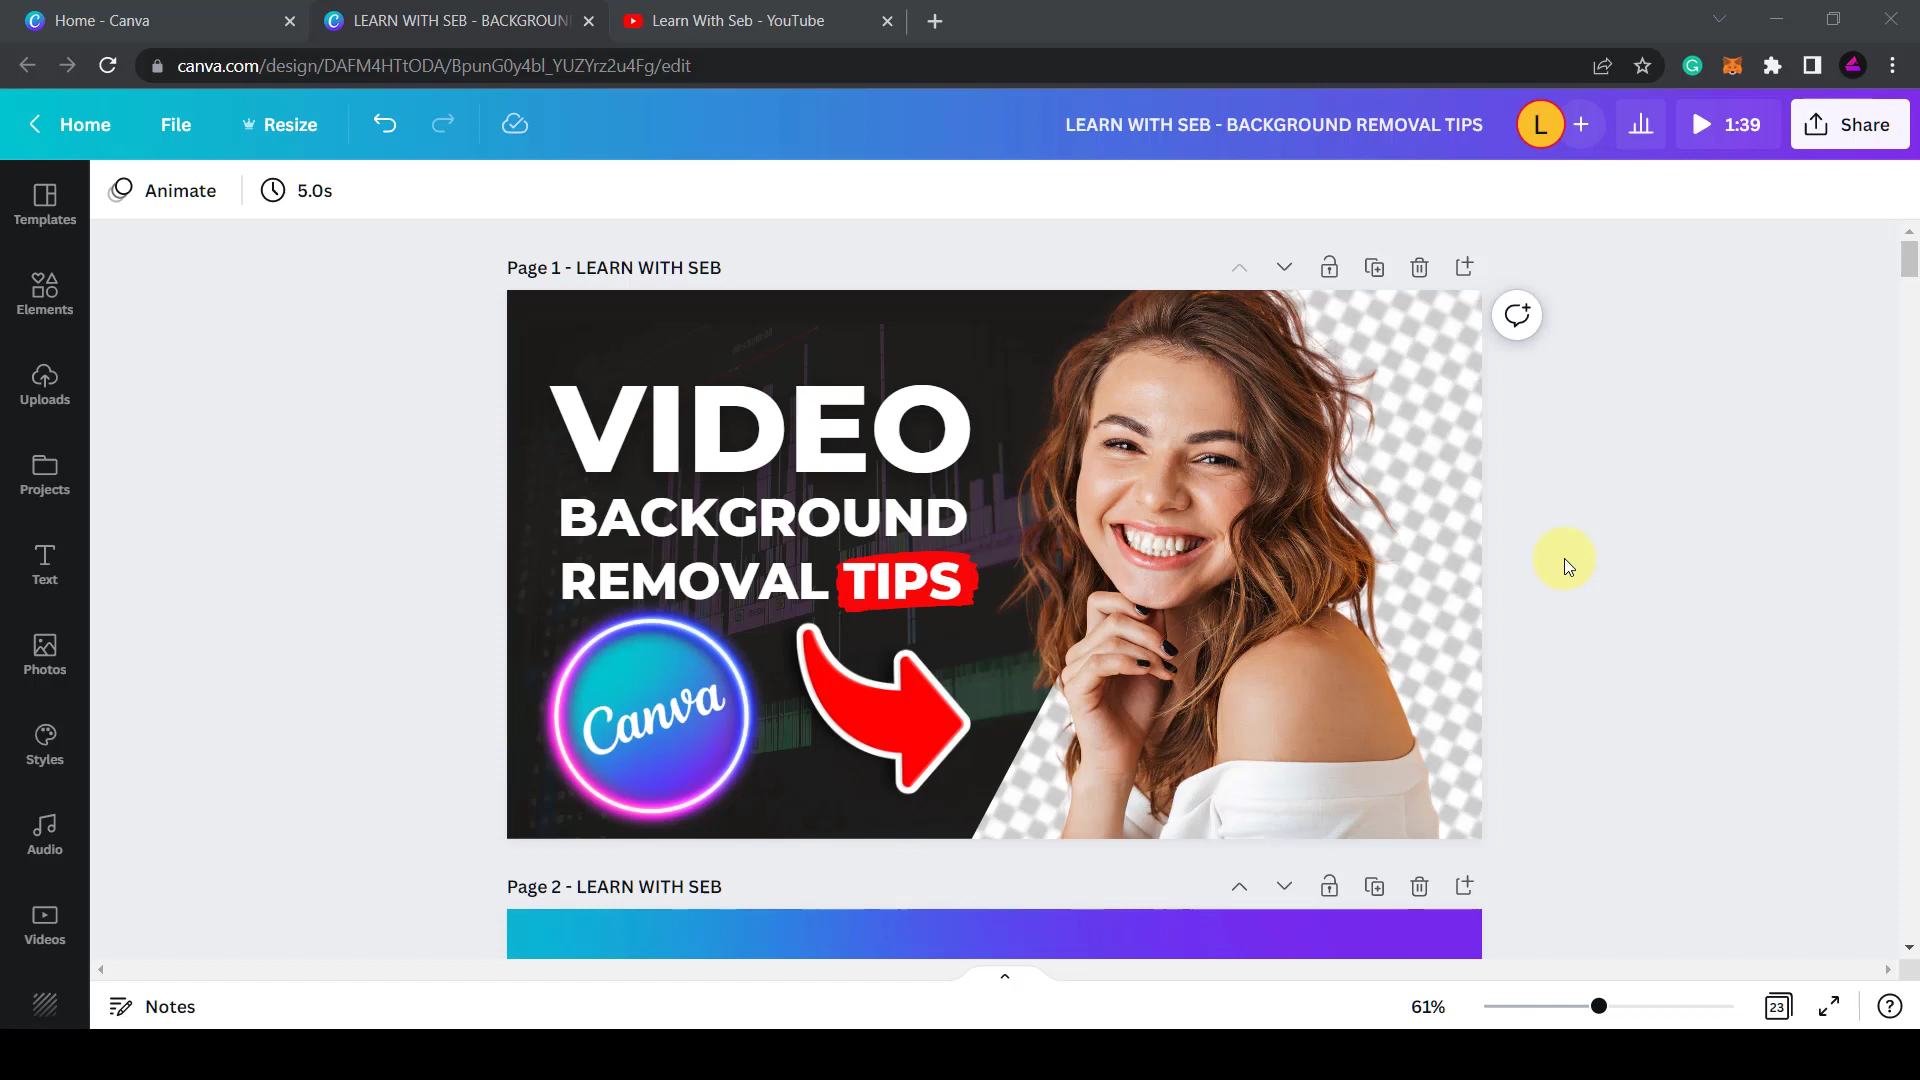 Home - Canva
LEARN WITH SEB - BACKGROUN
Learn With Seb - YouTube
canva.com/design/DAFM4HTtODA/BpunG0y4bl_YUZYrz2u4Fg/edit
Home
File
Resize
LEARN WITH SEB - BACKGROUND REMOVAL TIPS
L
1:39
Share
Animate
5.0s
Templates
Elements
Uploads
Projects
Text
Photos
Styles
Audio
Videos
Page 1 - LEARN WITH SEB
VIDEO
BACKGROUND
REMOVAL TIPS
Canva
Page 2 - LEARN WITH SEB
Notes
61%
23